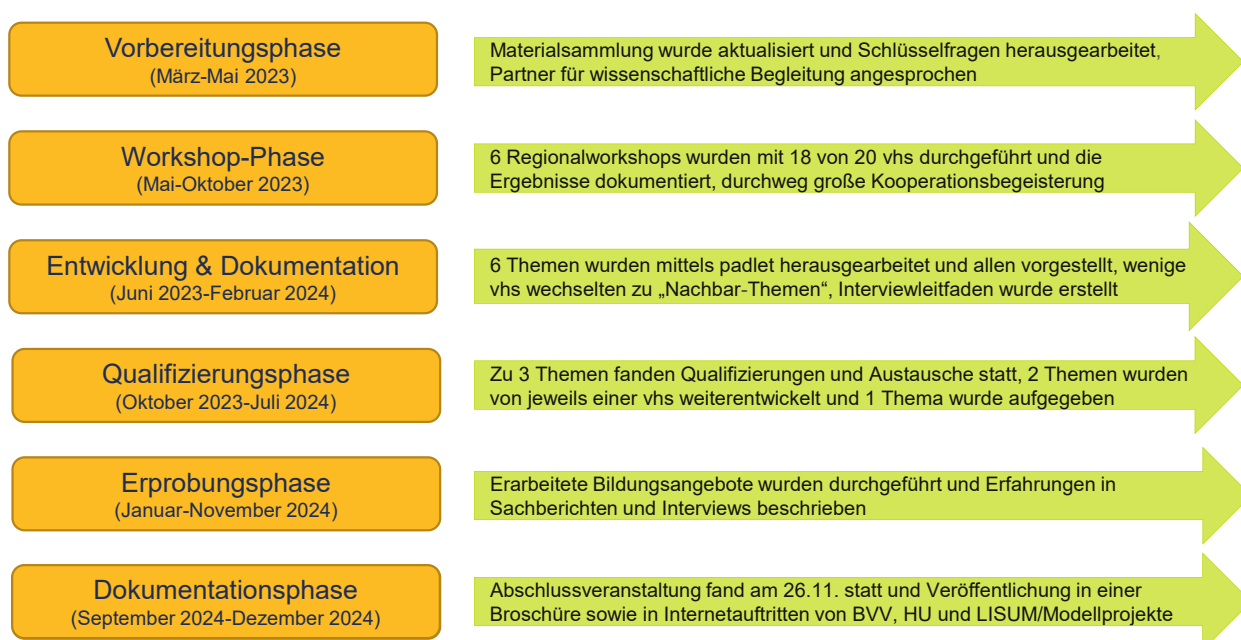 Vorbereitungsphase
(März-Mai 2023)
Materialsammlung wurde aktualisiert und Schlüsselfragen herausgearbeitet,
Partner für wissenschaftliche Begleitung angesprochen
Workshop-Phase
(Mai-Oktober 2023)
6 Regionalworkshops wurden mit 18 von 20 vhs durchgeführt und die
Ergebnisse dokumentiert, durchweg große Kooperationsbegeisterung
Entwicklung & Dokumentation
(Juni 2023-Februar 2024)
6 Themen wurden mittels padlet herausgearbeitet und allen vorgestellt, wenige
vhs wechselten zu „Nachbar-Themen“, Interviewleitfaden wurde erstellt
Qualifizierungsphase
(Oktober 2023-Juli 2024)
Zu 3 Themen fanden Qualifizierungen und Austausche statt, 2 Themen wurden
von jeweils einer vhs weiterentwickelt und 1 Thema wurde aufgegeben
Erprobungsphase
(Januar-November 2024)
Erarbeitete Bildungsangebote wurden durchgeführt und Erfahrungen in
Sachberichten und Interviews beschrieben
Dokumentationsphase
(September 2024-Dezember 2024)
Abschlussveranstaltung fand am 26.11. statt und Veröffentlichung in einer
Broschüre sowie in Internetauftritten von BVV, HU und LISUM/Modellprojekte